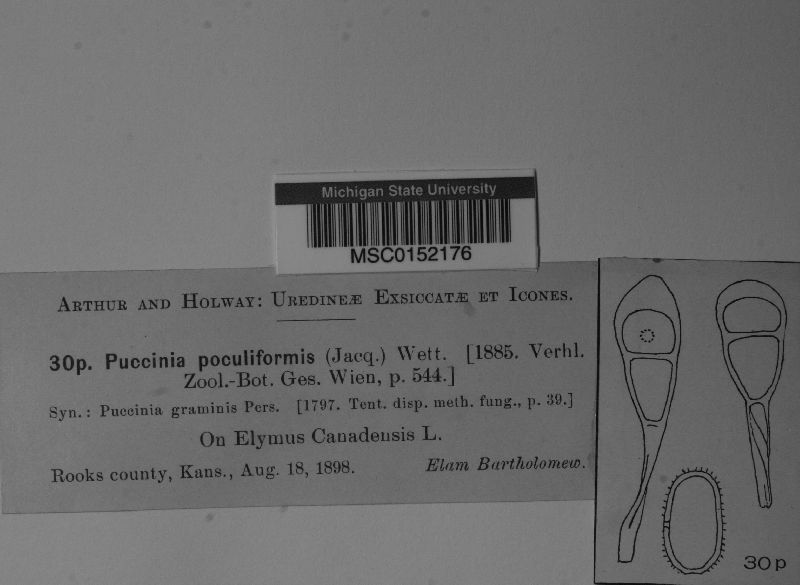 Michigan State University
MSC0152176
ARTHUR AND HOLWAY: UREDINEÆ EXSICCATÆ ET ICONES.
30p. Puccinia poculiformis (Jacq.) Wett. [1885. Verhl.
Zool.-Bot. Ges. Wien, p. 544.]
Syn.: Puccinia graminis Pers. [1797. Tent. disp. meth. fung., p. 39.]
On Elymus Canadensis L.
Rooks county, Kans., Aug. 18, 1898. Elam Bartholomew.
30p